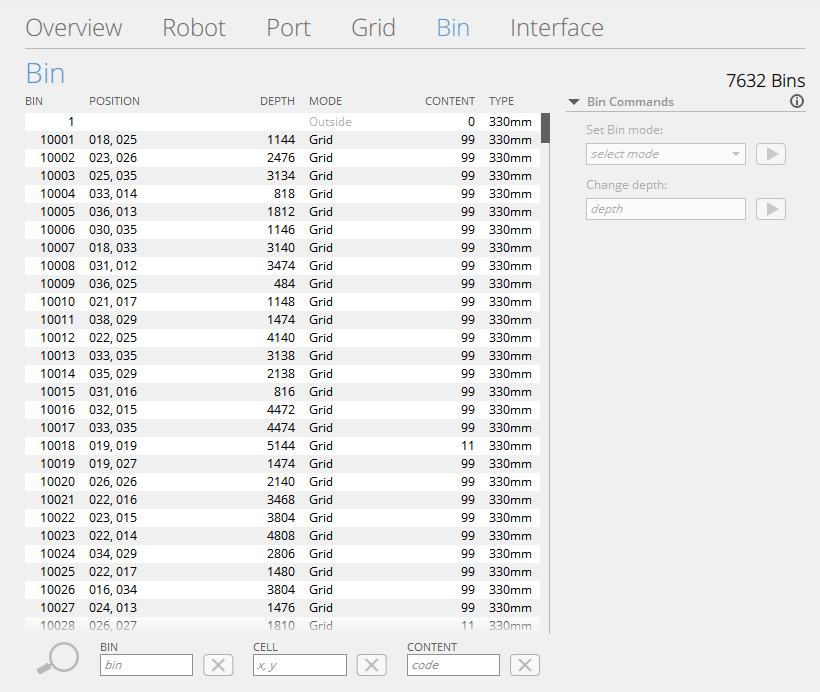 Overview Robot Port Grid Bin Interface
Bin
7632 Bins
BIN POSITION DEPTH MODE CONTENT TYPE
1 Outside 0 330mm
10001 018, 025 1144 Grid 99 330mm
10002 023, 026 2476 Grid 99 330mm
10003 025, 035 3134 Grid 99 330mm
10004 033, 014 818 Grid 99 330mm
10005 036, 013 1812 Grid 99 330mm
10006 030, 035 1146 Grid 99 330mm
10007 018, 033 3140 Grid 99 330mm
10008 031, 012 3474 Grid 99 330mm
10009 036, 025 484 Grid 99 330mm
10010 021, 017 1148 Grid 99 330mm
10011 038, 029 1474 Grid 99 330mm
10012 022, 025 4140 Grid 99 330mm
10013 033, 035 3138 Grid 99 330mm
10014 035, 029 2138 Grid 99 330mm
10015 031, 016 816 Grid 99 330mm
10016 032, 015 4472 Grid 99 330mm
10017 033, 035 4474 Grid 99 330mm
10018 019, 019 5144 Grid 11 330mm
10019 019, 027 1474 Grid 99 330mm
10020 026, 026 2140 Grid 99 330mm
10021 022, 016 3468 Grid 99 330mm
10022 023, 015 3804 Grid 99 330mm
10023 022, 014 4808 Grid 99 330mm
10024 034, 029 2806 Grid 99 330mm
10025 022, 017 1480 Grid 99 330mm
10026 016, 034 3804 Grid 99 330mm
10027 024, 013 1476 Grid 99 330mm
10028 026, 027 1810 Grid 11 330mm
Bin Commands
Set Bin mode:
select mode
Change depth:
depth
BIN CELL CONTENT
bin x, y code